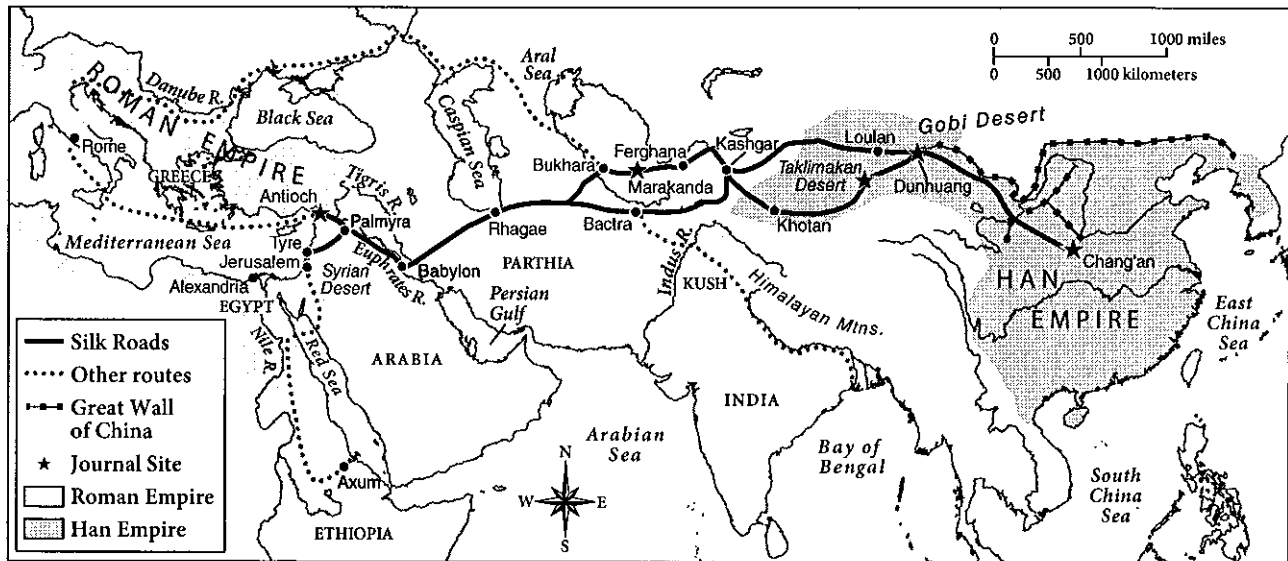 0 500 1000 miles
0 500 1000 kilometers
ROMAN EMPIRE
Danube R.
Black Sea
Caspian Sea
Aral Sea
Rome
GREECE
Antioch
Tigris R.
Palmyra
Mediterranean Sea
Tyre
Jerusalem
Syrian Desert
Euphrates R.
Babylon
Alexandria
EGYPT
Nile R.
Red Sea
ARABIA
Persian Gulf
PARTHIA
Rhagae
Bukhara
Ferghana
Marakanda
Bactra
Kashgar
Khotan
Taklimakan Desert
Loulan
Dunhuang
Gobi Desert
Chang'an
HAN EMPIRE
Indus R.
KUSH
Himalayan Mtns.
INDIA
Arabian Sea
Bay of Bengal
South China Sea
East China Sea
Axum
ETHIOPIA
N
W E
S
Silk Roads
Other routes
Great Wall
of China
Journal Site
Roman Empire
Han Empire